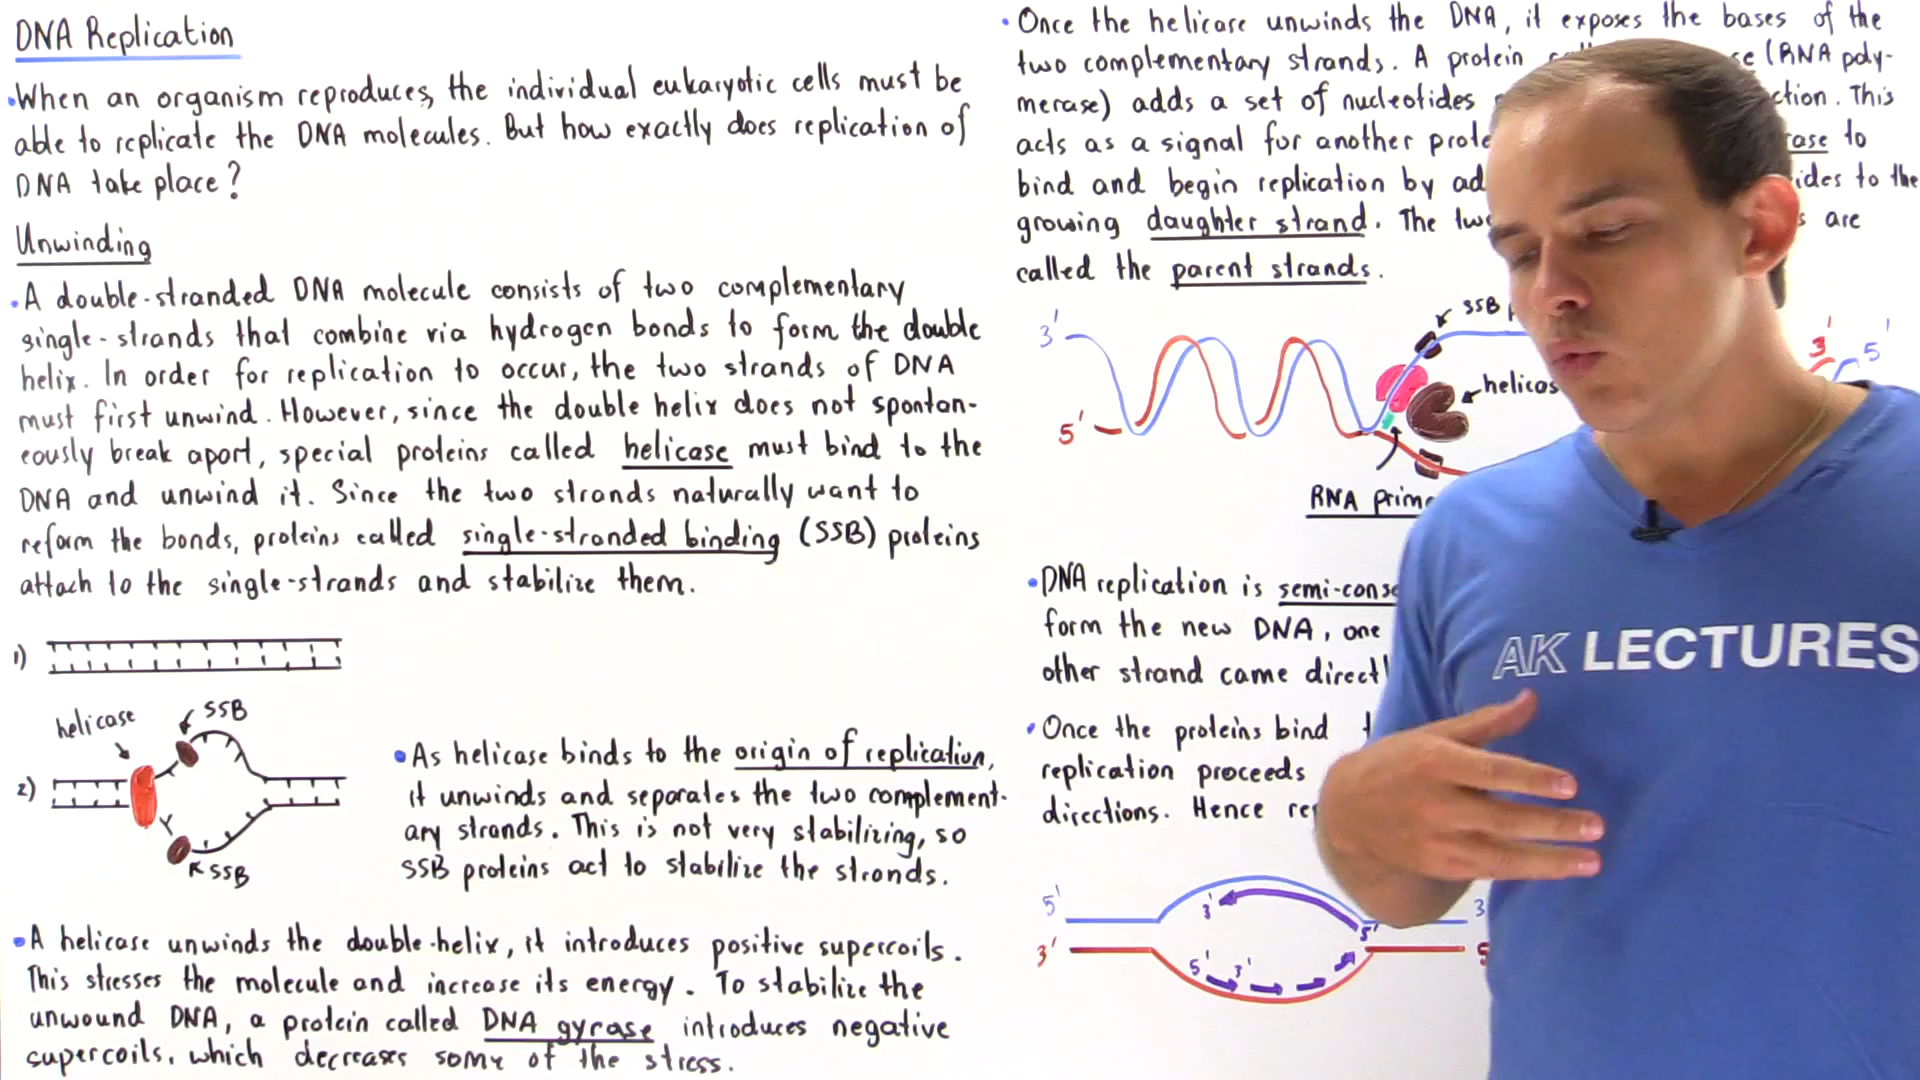 DNA Replication
•When an organism reproduces, the individual eukaryotic cells must be
able to replicate the DNA molecules. But how exactly does replication of
DNA take place?
Unwinding
•A double-stranded DNA molecule consists of two complementary
single-strands that combine via hydrogen bonds to form the double
helix. In order for replication to occur, the two strands of DNA
must first unwind. However, since the double helix does not spontan-
eously break apart, special proteins called helicase must bind to the
DNA and unwind it. Since the two strands naturally want to
reform the bonds, proteins called single-stranded binding (SSB) proteins
attach to the single-strands and stabilize them.
1)
helicase
SSB
2)
SSB
•As helicase binds to the origin of replication,
it unwinds and separates the two complement-
ary strands. This is not very stabilizing, so
SSB proteins act to stabilize the strands.
•A helicase unwinds the double-helix, it introduces positive supercoils.
This stresses the molecule and increase its energy. To stabilize the
unwound DNA, a protein called DNA gyrase introduces negative
supercoils, which decreases some of the stress.
•Once the helicase unwinds the DNA, it exposes the bases of the
two complementary strands. A protein (RNA poly-
merase) adds a set of nucleotides This
acts as a signal for another to
bind and begin replication by to the
growing daughter strand. The are
called the parent strands.
3'
SSB
3'
5'
helicas
5'
RNA
•DNA replication is
form the new DNA, one
other strand came
•Once the proteins bind
replication proceeds
directions. Hence
5'
3'
5'
3
3'
5'
3'
5
AK LECTURES